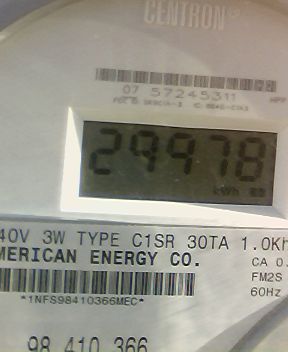 CENTRON®
07 57245311
29978
kWh
40V 3W TYPE C1SR 30TA 1.0Kh
MERICAN ENERGY CO.
CA 0.
FM2S
*1NFS98410366MEC*
60Hz
98 410 366